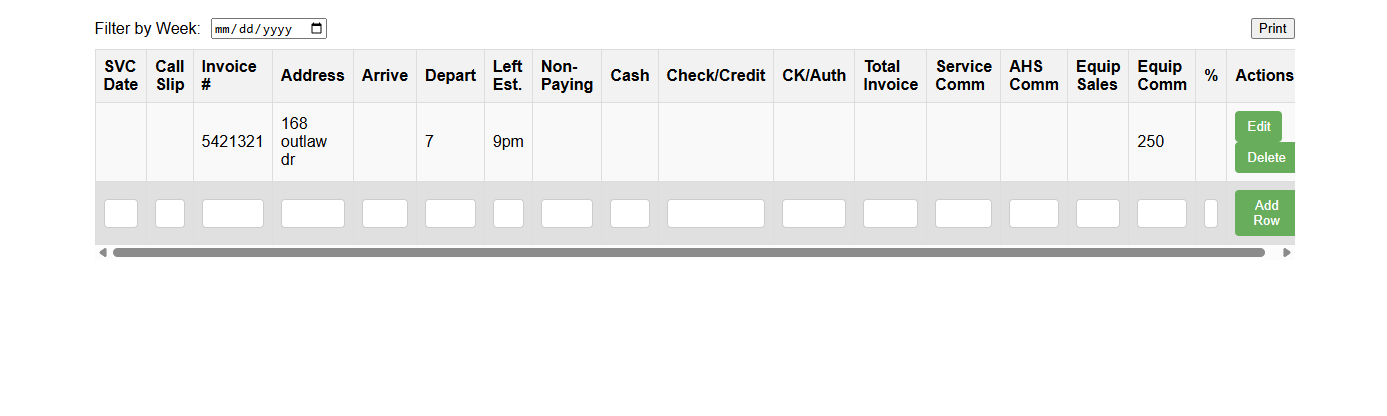 Filter by Week: mm/dd/yyyy Print
SVC Date Call Slip Invoice # Address Arrive Depart Left Est. Non-Paying Cash Check/Credit CK/Auth Total Invoice Service Comm AHS Comm Equip Sales Equip Comm % Actions
5421321 168 outlaw dr 7 9pm 250 Edit
Delete
Add Row